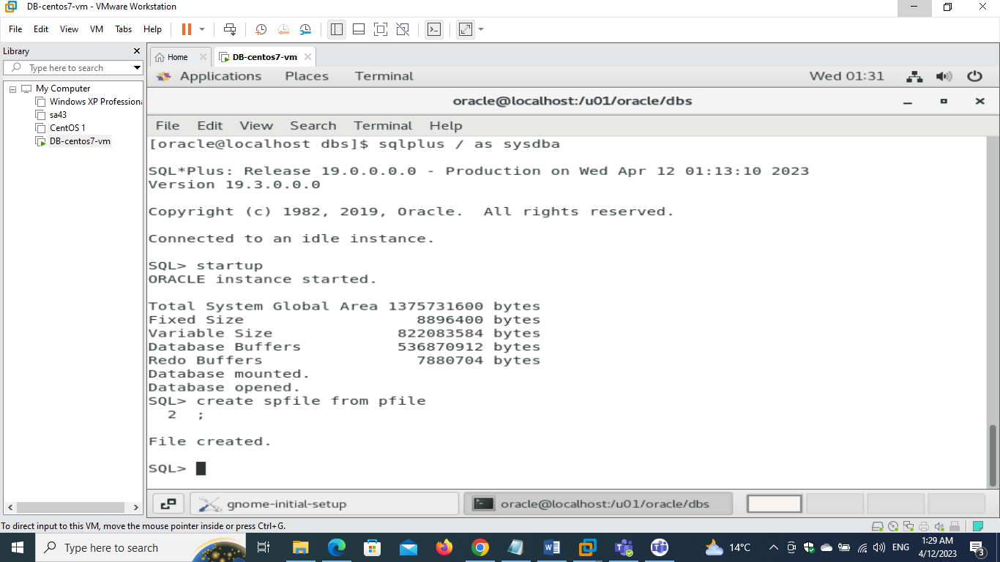 DB-centos7-vm - VMware Workstation
File Edit View VM Tabs Help
Library
Type here to search
My Computer
Windows XP Professiona
sa43
CentOS 1
DB-centos7-vm
Home
DB-centos7-vm
Applications Places Terminal
Wed 01:31
oracle@localhost:/u01/oracle/dbs
File Edit View Search Terminal Help
[oracle@localhost dbs]$ sqlplus / as sysdba
SQL*Plus: Release 19.0.0.0.0 - Production on Wed Apr 12 01:13:10 2023
Version 19.3.0.0.0
Copyright (c) 1982, 2019, Oracle.  All rights reserved.
Connected to an idle instance.
SQL> startup
ORACLE instance started.
Total System Global Area 1375731600 bytes
Fixed Size                  8896400 bytes
Variable Size             822083584 bytes
Database Buffers          536870912 bytes
Redo Buffers                7880704 bytes
Database mounted.
Database opened.
SQL> create spfile from pfile
  2  ;
File created.
SQL>
gnome-initial-setup
oracle@localhost:/u01/oracle/dbs
To direct input to this VM, move the mouse pointer inside or press Ctrl+G.
Type here to search
14°C
ENG
1:29 AM
4/12/2023
3